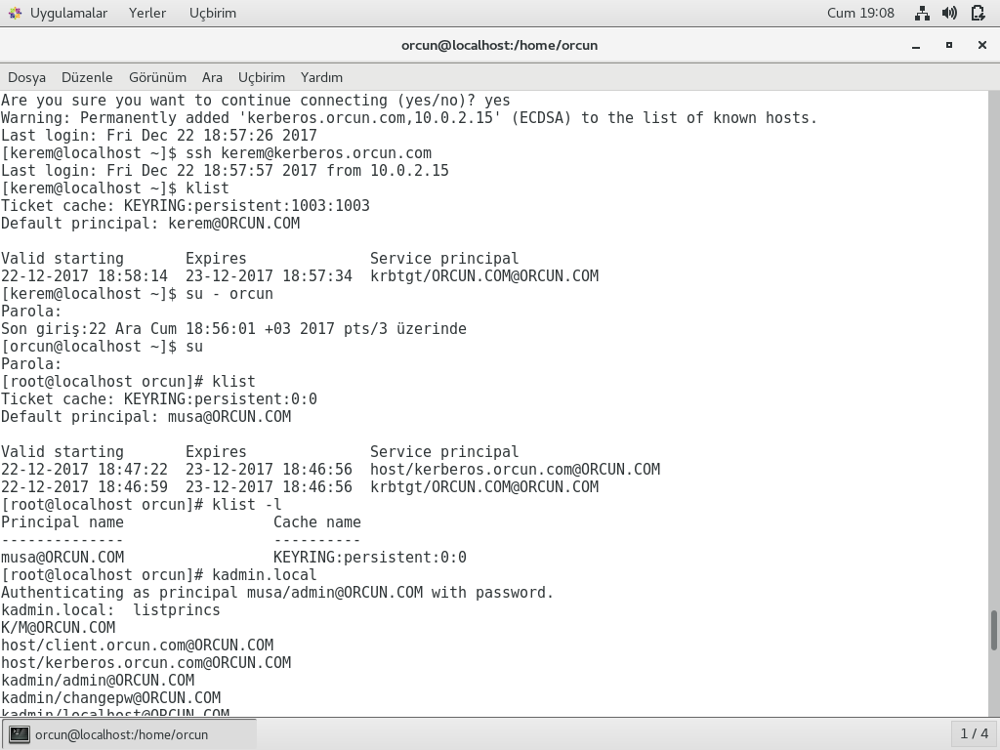 Uygulamalar Yerler Uçbirim Cum 19:08
orcun@localhost:/home/orcun
Dosya Düzenle Görünüm Ara Uçbirim Yardım
Are you sure you want to continue connecting (yes/no)? yes
Warning: Permanently added 'kerberos.orcun.com,10.0.2.15' (ECDSA) to the list of known hosts.
Last login: Fri Dec 22 18:57:26 2017
[kerem@localhost ~]$ ssh kerem@kerberos.orcun.com
Last login: Fri Dec 22 18:57:57 2017 from 10.0.2.15
[kerem@localhost ~]$ klist
Ticket cache: KEYRING:persistent:1003:1003
Default principal: kerem@ORCUN.COM
Valid starting       Expires              Service principal
22-12-2017 18:58:14  23-12-2017 18:57:34  krbtgt/ORCUN.COM@ORCUN.COM
[kerem@localhost ~]$ su - orcun
Parola:
Son giriş:22 Ara Cum 18:56:01 +03 2017 pts/3 üzerinde
[orcun@localhost ~]$ su
Parola:
[root@localhost orcun]# klist
Ticket cache: KEYRING:persistent:0:0
Default principal: musa@ORCUN.COM
Valid starting       Expires              Service principal
22-12-2017 18:47:22  23-12-2017 18:46:56  host/kerberos.orcun.com@ORCUN.COM
22-12-2017 18:46:59  23-12-2017 18:46:56  krbtgt/ORCUN.COM@ORCUN.COM
[root@localhost orcun]# klist -l
Principal name                 Cache name
--------------                 ----------
musa@ORCUN.COM                 KEYRING:persistent:0:0
[root@localhost orcun]# kadmin.local
Authenticating as principal musa/admin@ORCUN.COM with password.
kadmin.local:  listprincs
K/M@ORCUN.COM
host/client.orcun.com@ORCUN.COM
host/kerberos.orcun.com@ORCUN.COM
kadmin/admin@ORCUN.COM
kadmin/changepw@ORCUN.COM
kadmin/localhost@ORCUN.COM
orcun@localhost:/home/orcun 1 / 4